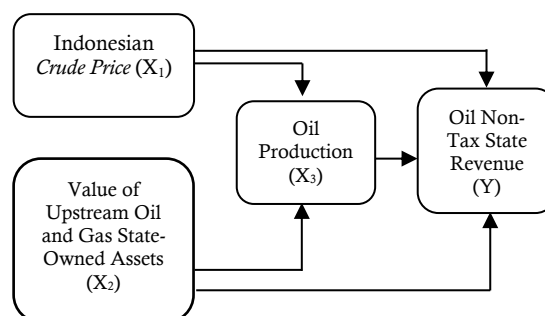 Indonesian
Crude Price (X₁)
Oil
Production
(X₃)
Oil Non-
Tax State
Revenue
(Y)
Value of
Upstream Oil
and Gas State-
Owned Assets
(X₂)